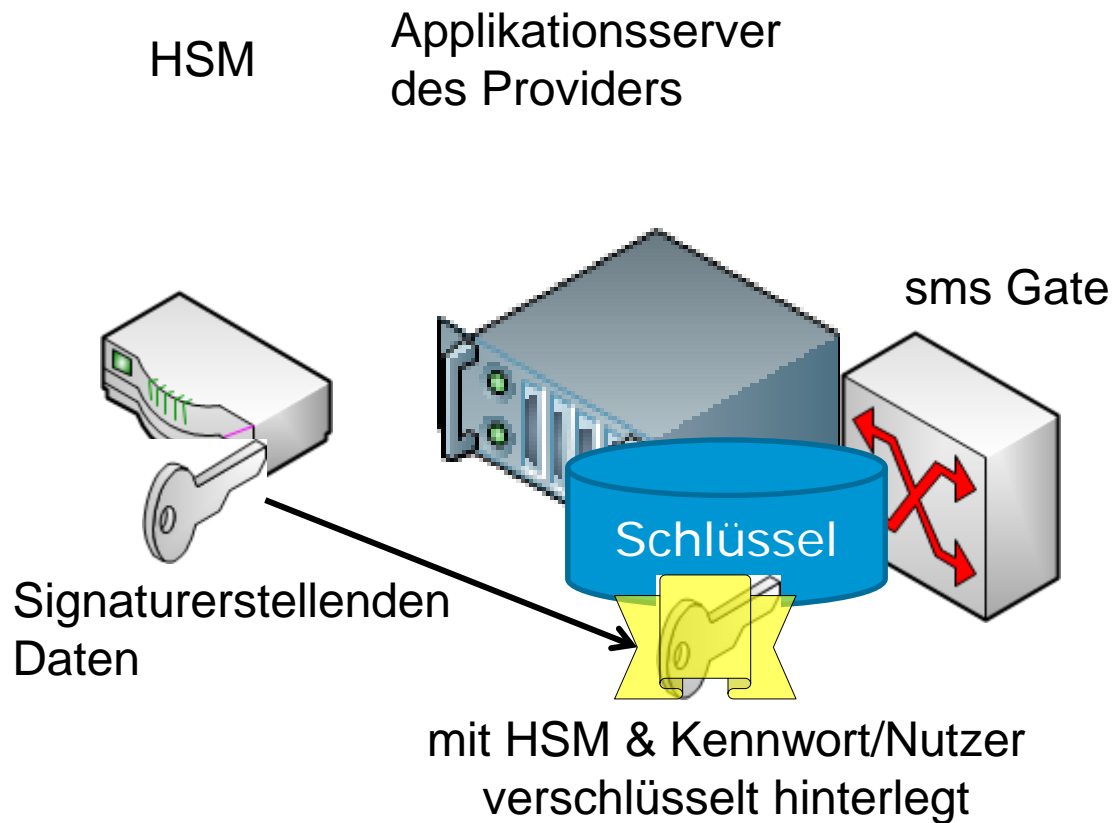 HSM
Applikationsserver
des Providers
sms Gate
Schlüssel
Signaturerstellenden
Daten
mit HSM & Kennwort/Nutzer
verschlüsselt hinterlegt